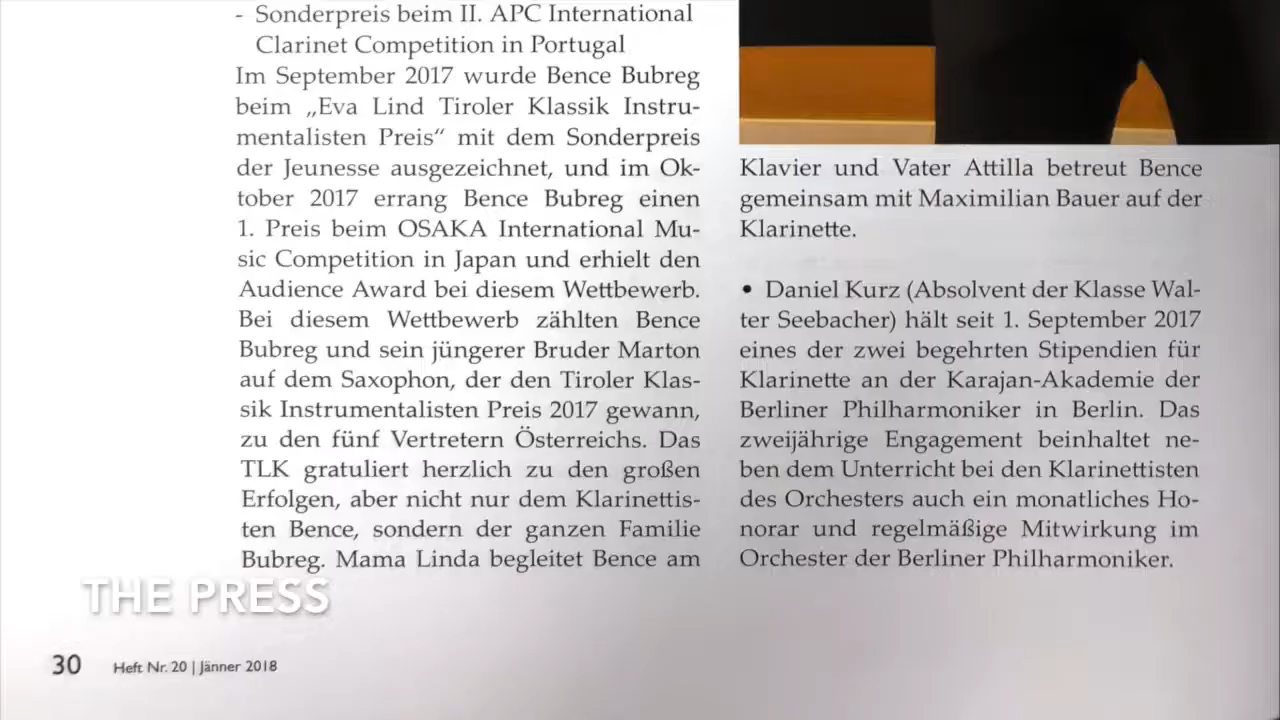 - Sonderpreis beim II. APC International
Clarinet Competition in Portugal
Im September 2017 wurde Bence Bubreg
beim „Eva Lind Tiroler Klassik Instru-
mentalisten Preis“ mit dem Sonderpreis
der Jeunesse ausgezeichnet, und im Ok-
tober 2017 errang Bence Bubreg einen
1. Preis beim OSAKA International Mu-
sic Competition in Japan und erhielt den
Audience Award bei diesem Wettbewerb.
Bei diesem Wettbewerb zählten Bence
Bubreg und sein jüngerer Bruder Marton
auf dem Saxophon, der den Tiroler Klas-
sik Instrumentalisten Preis 2017 gewann,
zu den fünf Vertretern Österreichs. Das
TLK gratuliert herzlich zu den großen
Erfolgen, aber nicht nur dem Klarinettis-
ten Bence, sondern der ganzen Familie
Bubreg. Mama Linda begleitet Bence am
Klavier und Vater Attilla betreut Bence
gemeinsam mit Maximilian Bauer auf der
Klarinette.
• Daniel Kurz (Absolvent der Klasse Wal-
ter Seebacher) hält seit 1. September 2017
eines der zwei begehrten Stipendien für
Klarinette an der Karajan-Akademie der
Berliner Philharmoniker in Berlin. Das
zweijährige Engagement beinhaltet ne-
ben dem Unterricht bei den Klarinettisten
des Orchesters auch ein monatliches Ho-
norar und regelmäßige Mitwirkung im
Orchester der Berliner Philharmoniker.
THE PRESS
30 Heft Nr. 20 | Jänner 2018